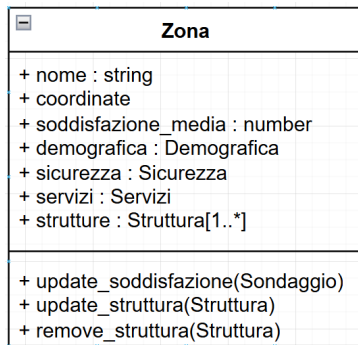 Zona
+ nome : string
+ coordinate
+ soddisfazione_media : number
+ demografica : Demografica
+ sicurezza : Sicurezza
+ servizi : Servizi
+ strutture : Struttura[1..*]
+ update_soddisfazione(Sondaggio)
+ update_struttura(Struttura)
+ remove_struttura(Struttura)